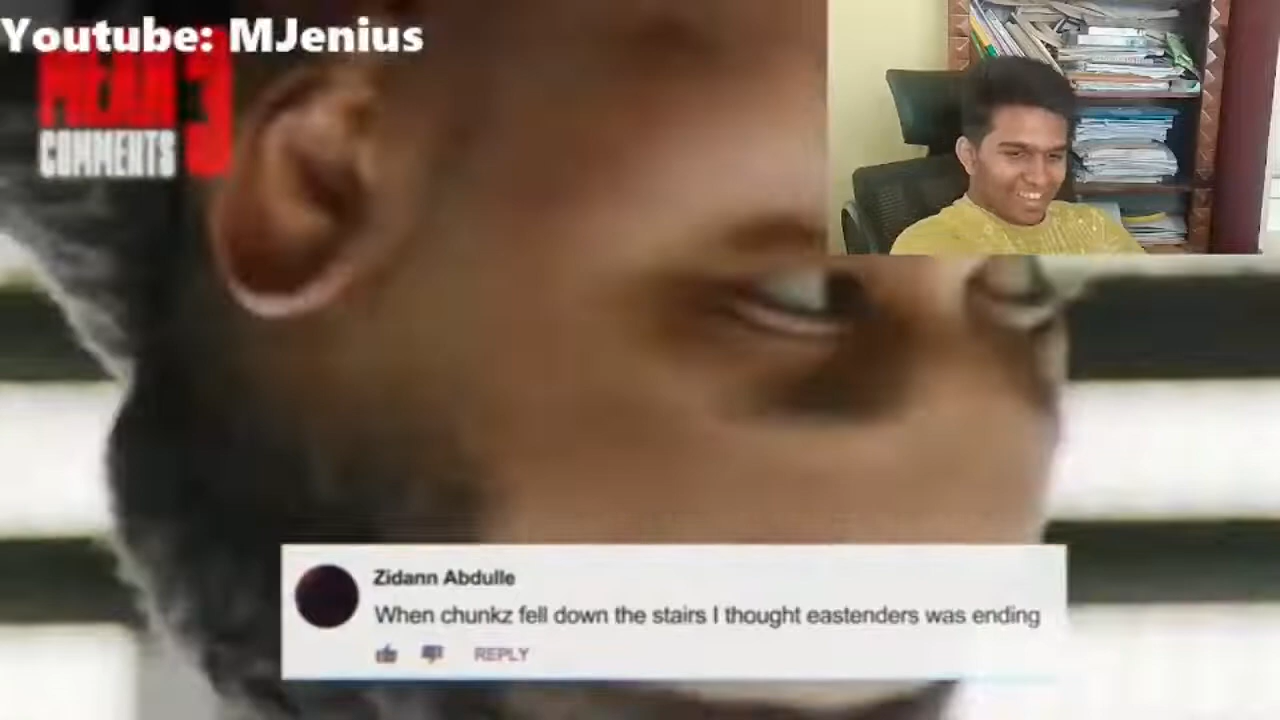 Youtube: MJenius
MEAN 3
COMMENTS
Zidann Abdulle
When chunkz fell down the stairs I thought eastenders was ending
REPLY